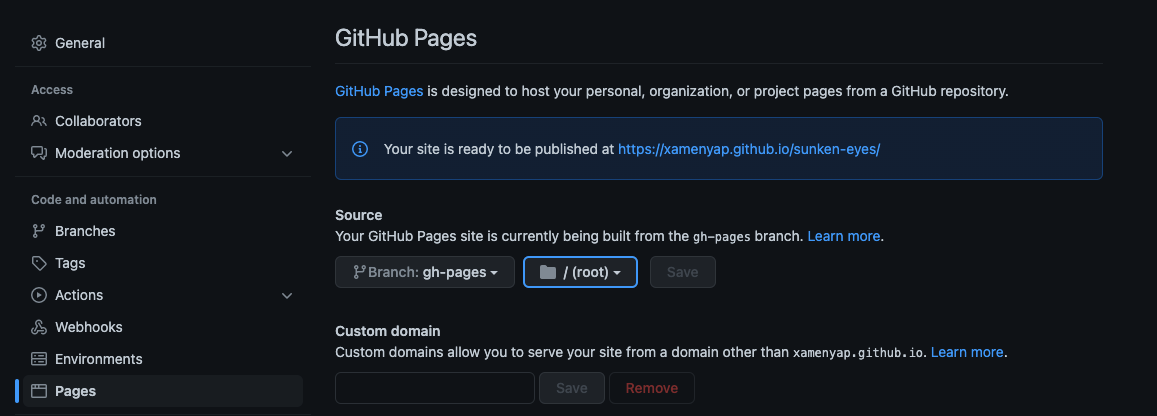 General
Access
Collaborators
Moderation options
Code and automation
Branches
Tags
Actions
Webhooks
Environments
Pages
GitHub Pages
GitHub Pages is designed to host your personal, organization, or project pages from a GitHub repository.
Your site is ready to be published at https://xamenyap.github.io/sunken-eyes/
Source
Your GitHub Pages site is currently being built from the gh-pages branch. Learn more.
Branch: gh-pages / (root) Save
Custom domain
Custom domains allow you to serve your site from a domain other than xamenyap.github.io. Learn more.
Save Remove